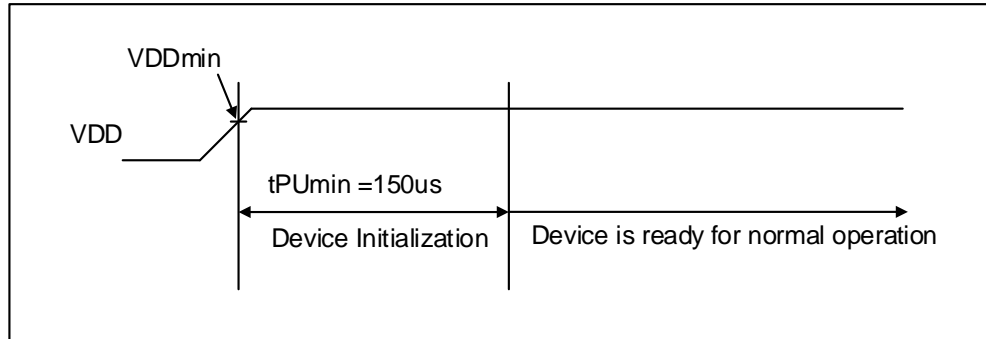 VDDmin
VDD
tPUmin =150us
Device Initialization
Device is ready for normal operation